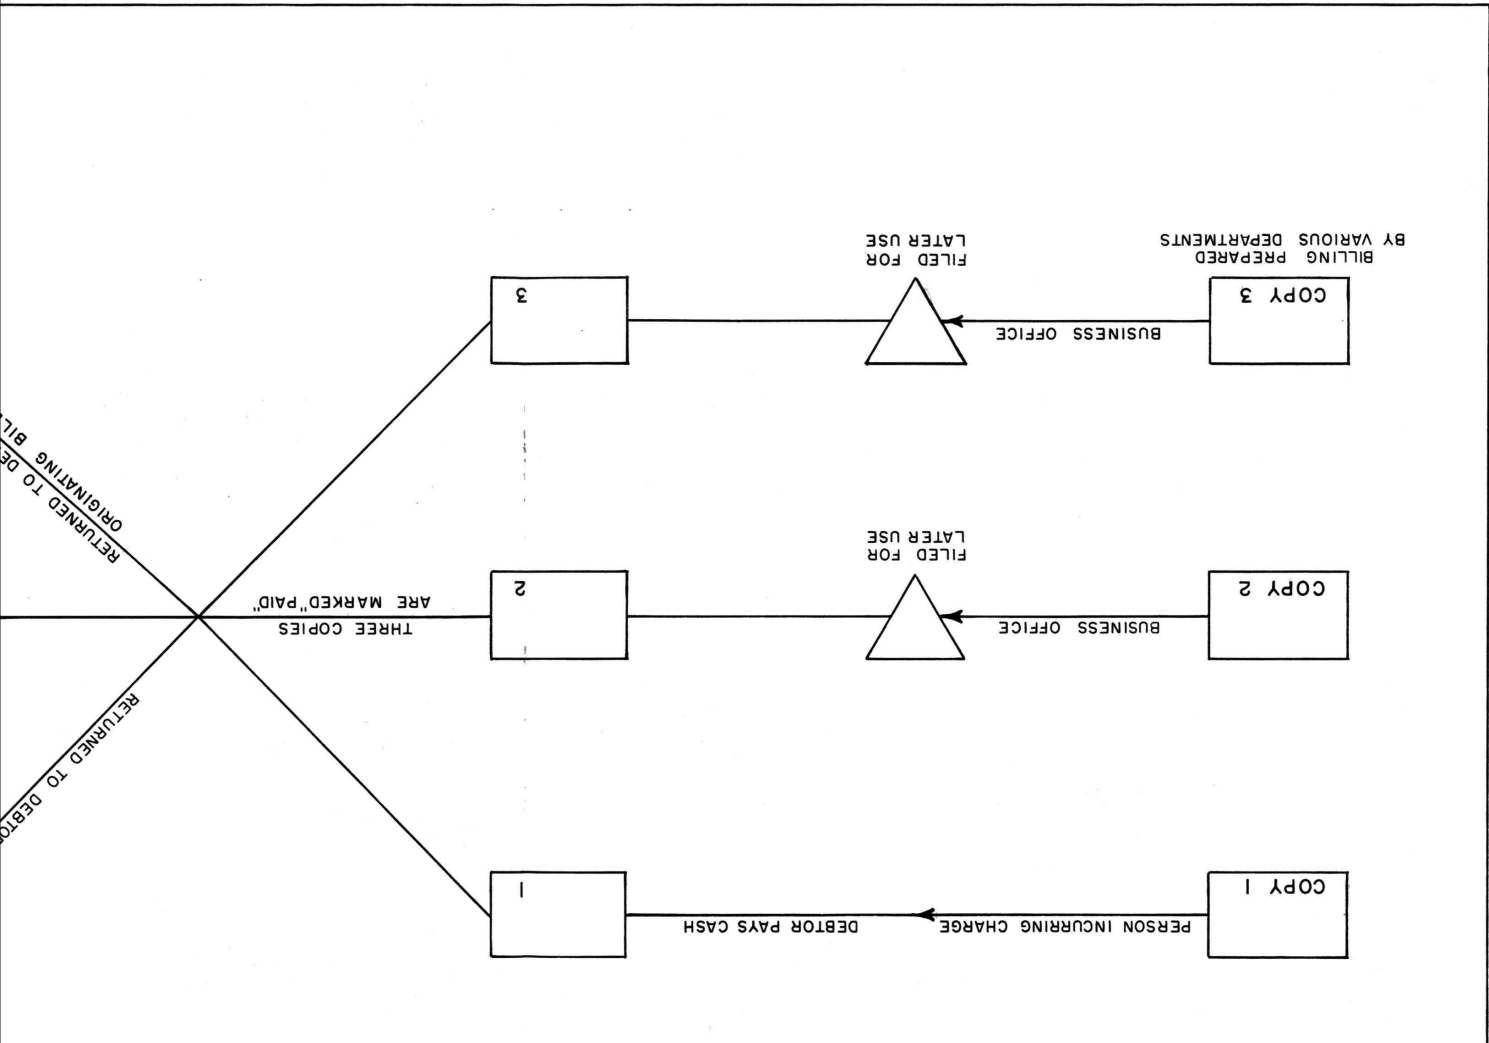 COPY 1
PERSON INCURRING CHARGE
DEBTOR PAYS CASH
1
RETURNED TO
COPY 2
BUSINESS OFFICE
FILED FOR
LATER USE
2
THREE COPIES
ARE MARKED "PAID"
RETURNED TO
ORIGINATING
COPY 3
BILLING PREPARED
BY VARIOUS DEPARTMENTS
BUSINESS OFFICE
FILED FOR
LATER USE
3